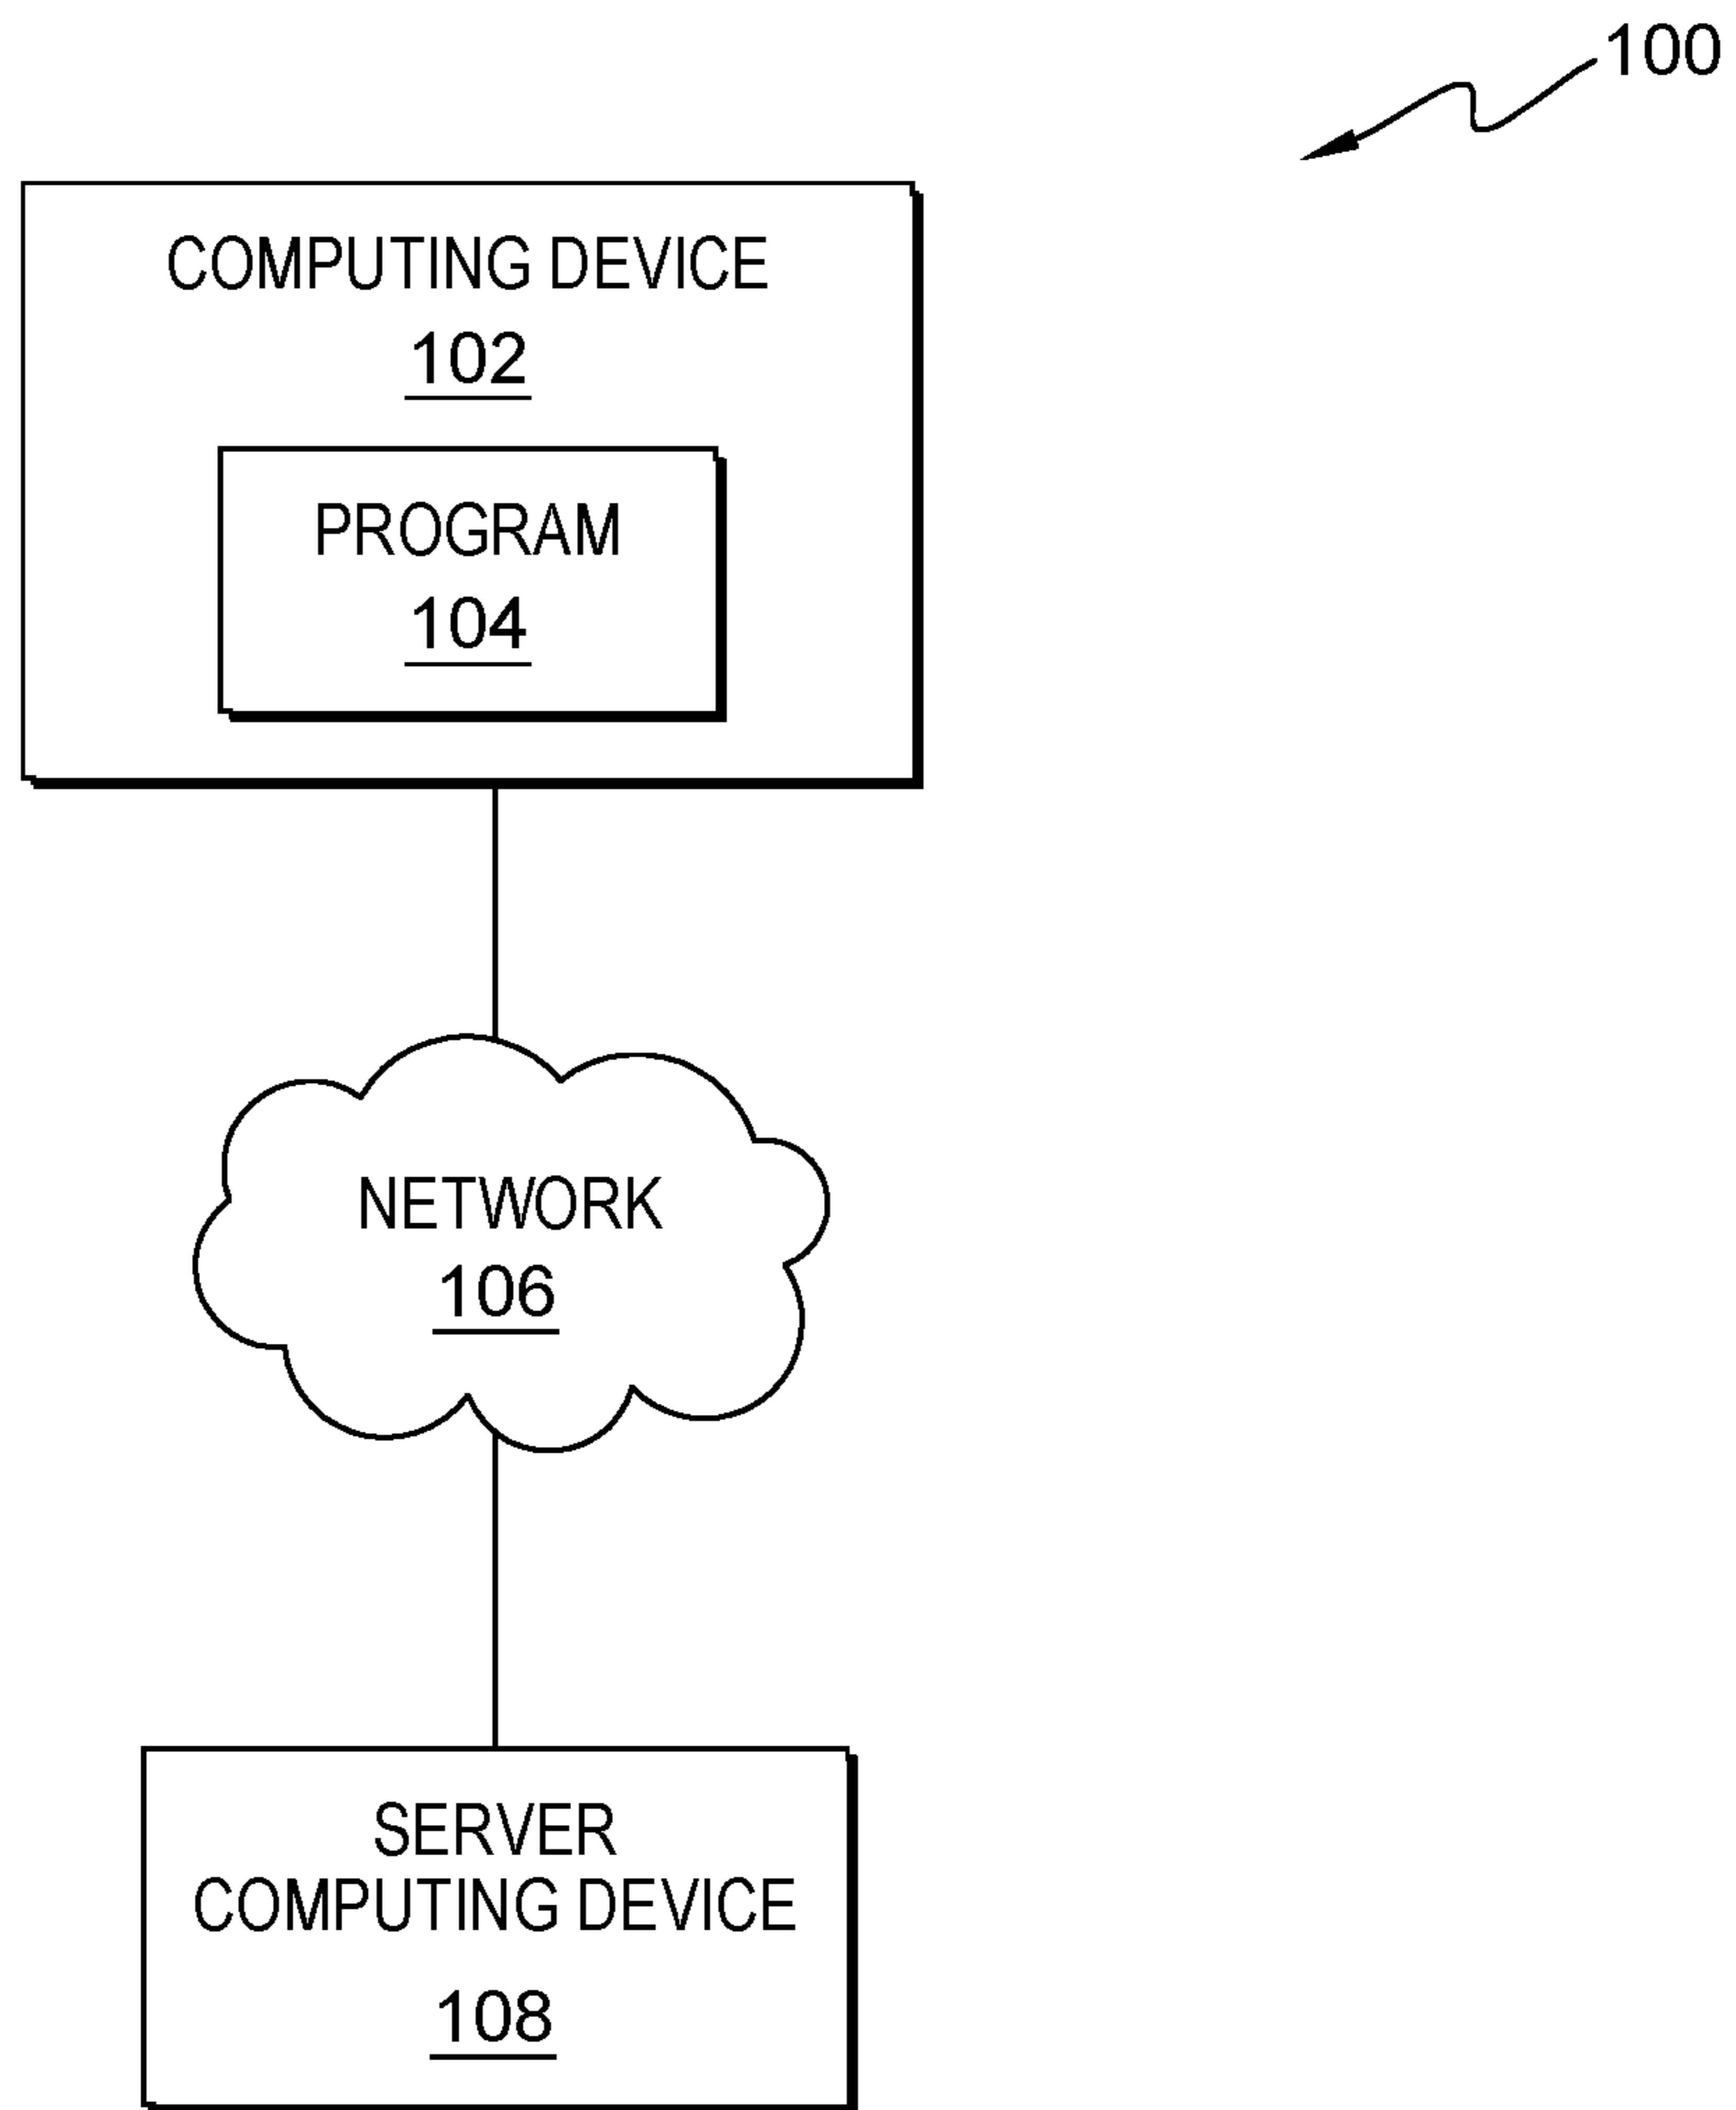 100
COMPUTING DEVICE
102
PROGRAM
104
NETWORK
106
SERVER
COMPUTING DEVICE
108